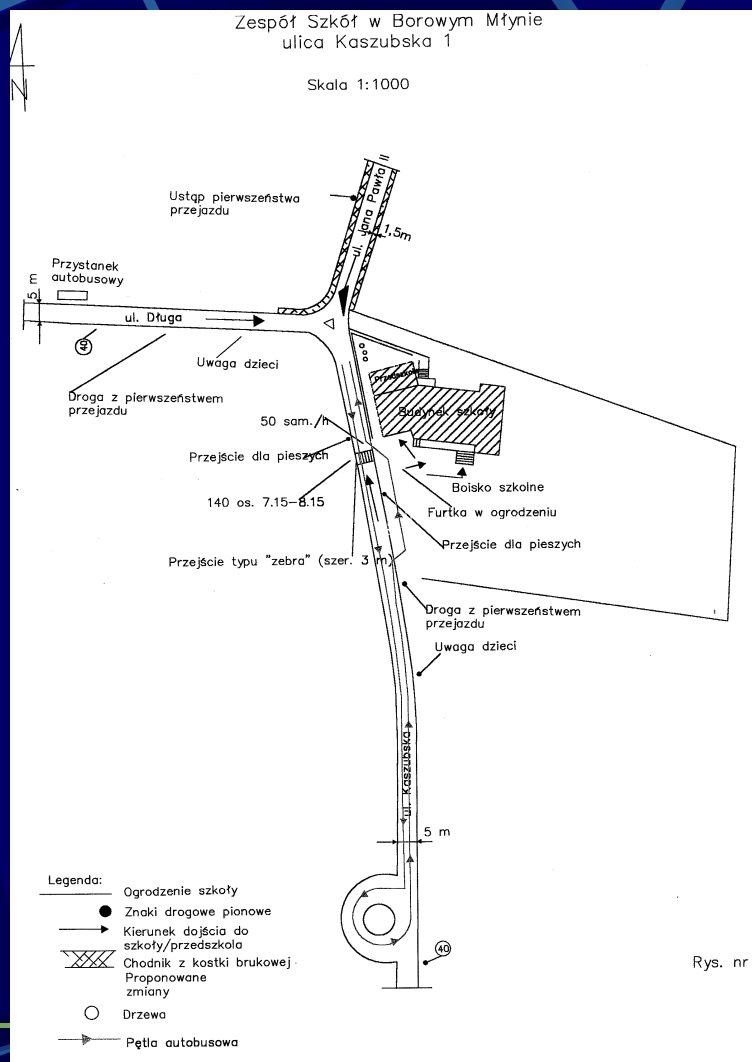 Zespół Szkół w Borowym Młynie
ulica Kaszubska 1
N
Skala 1:1000
Ustąp pierwszeństwa
przejazdu
ul. Jana Pawła II
1,5m
Przystanek
autobusowy
5 m
ul. Długa
40
Uwaga dzieci
Droga z pierwszeństwem
przejazdu
Przedszkole
Budynek szkoły
50 sam./h
Przejście dla pieszych
140 os. 7.15-8.15
Boisko szkolne
Furtka w ogrodzeniu
Przejście dla pieszych
Przejście typu "zebra" (szer. 3 m)
Droga z pierwszeństwem
przejazdu
Uwaga dzieci
ul. Kaszubska
5 m
40
Legenda:
Ogrodzenie szkoły
Znaki drogowe pionowe
Kierunek dojścia do
szkoły/przedszkola
Chodnik z kostki brukowej
Proponowane
zmiany
Drzewa
Pętla autobusowa
Rys. nr